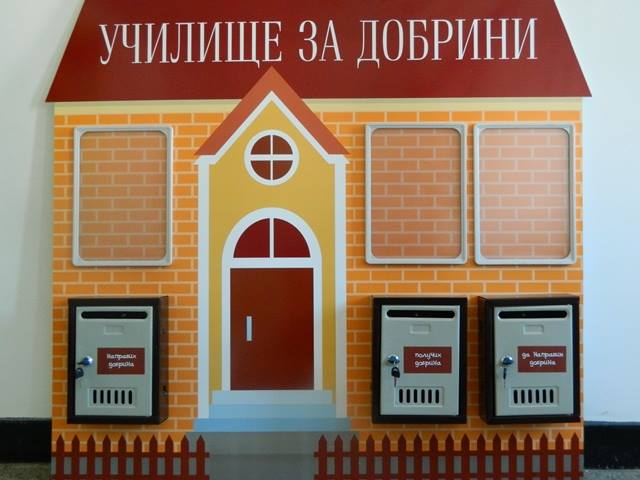 УЧИЛИЩЕ ЗА ДОБРИНИ
Направих
добрина
получих
добрина
да Направим
добрина